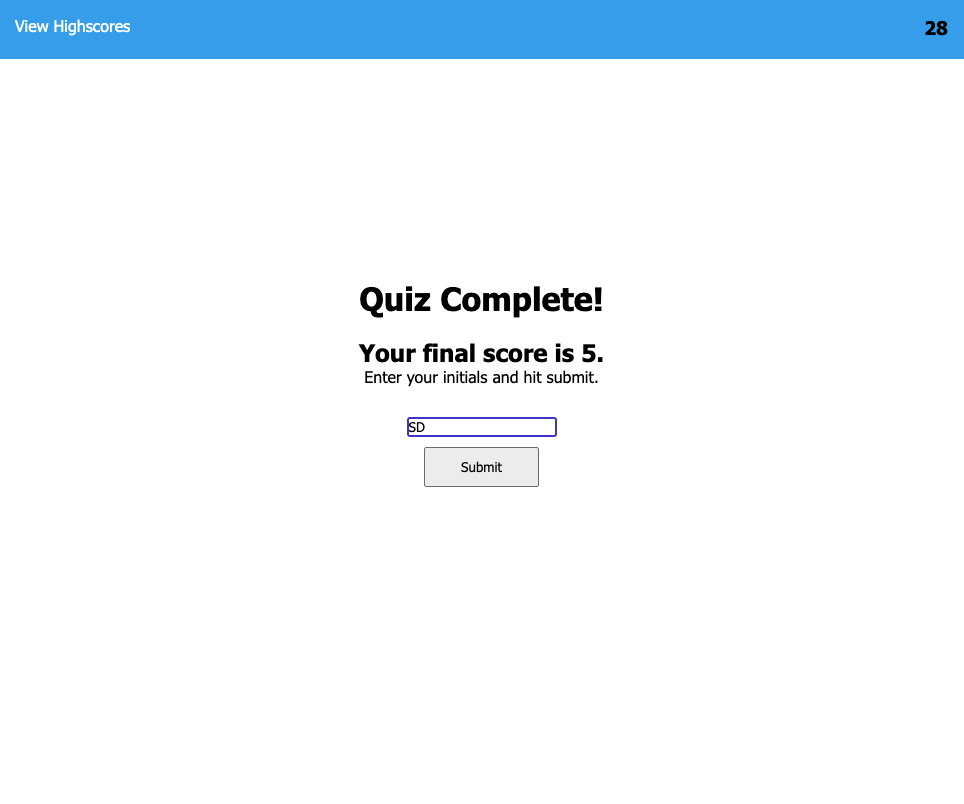 View Highscores
28
Quiz Complete!
Your final score is 5.
Enter your initials and hit submit.
SD
Submit